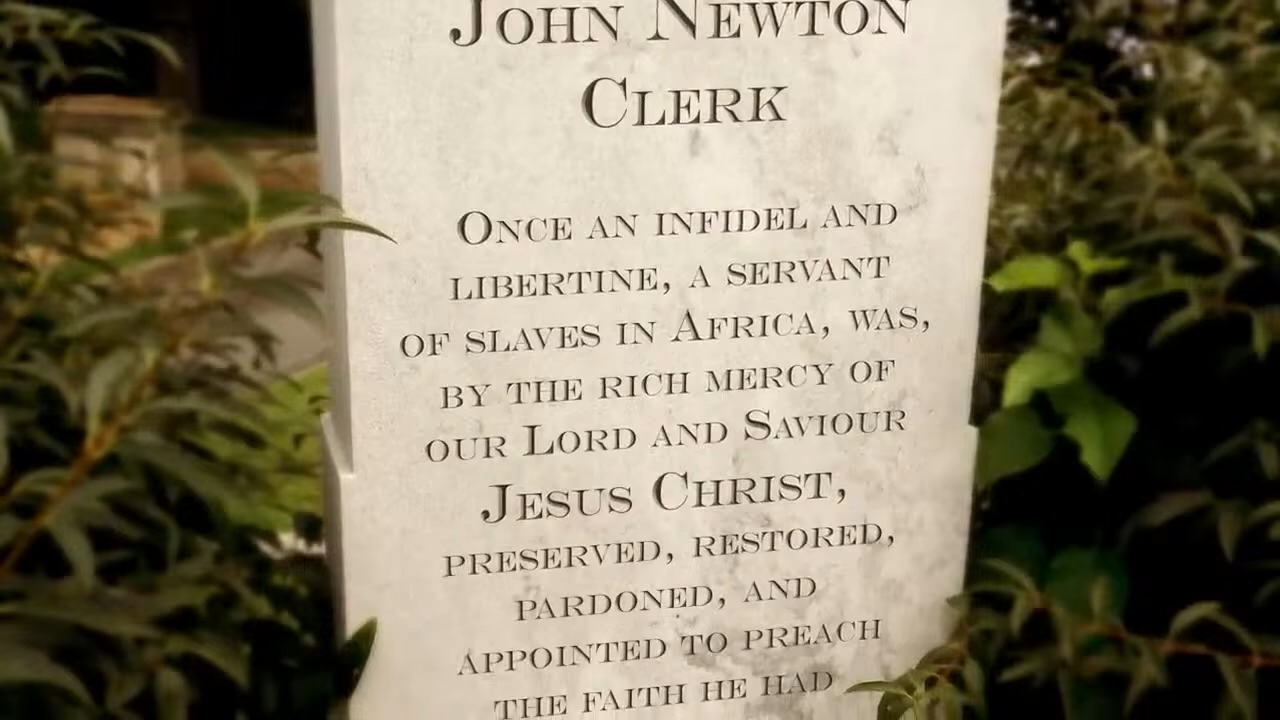 John Newton
Clerk
Once an infidel and
libertine, a servant
of slaves in Africa, was,
by the rich mercy of
our Lord and Saviour
Jesus Christ,
preserved, restored,
pardoned, and
appointed to preach
the faith he had